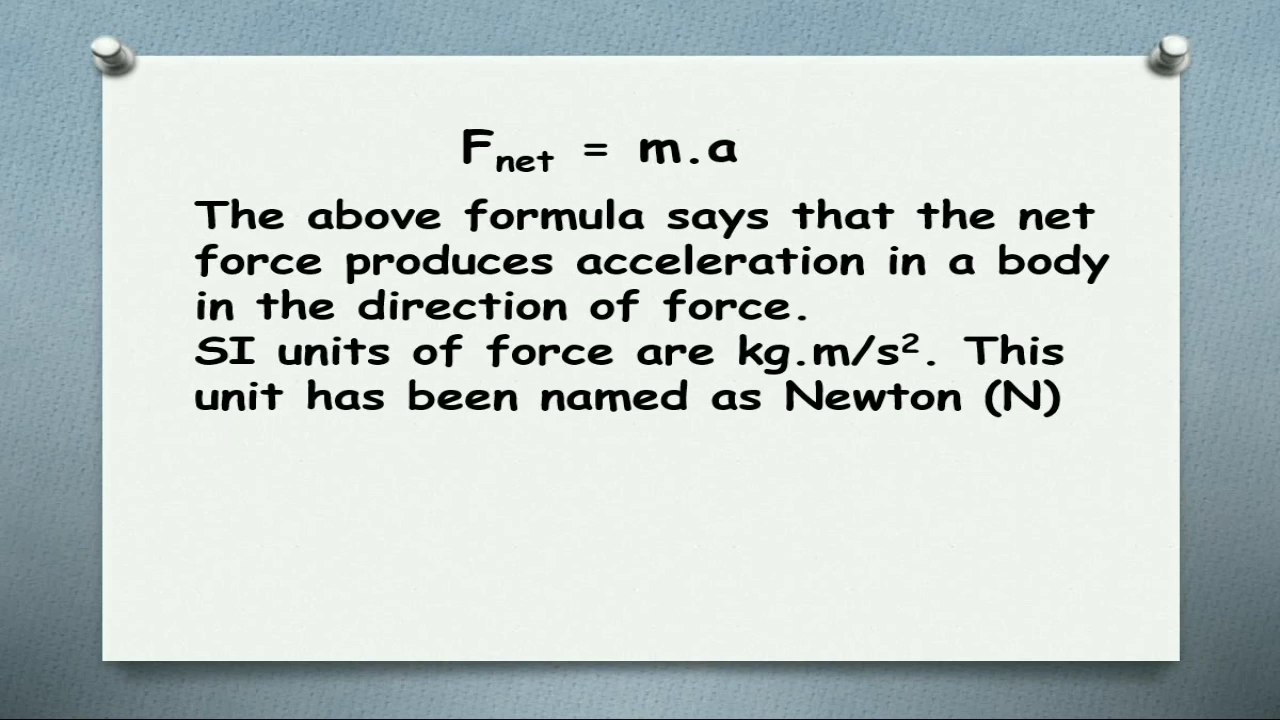 Fnet = m.a
The above formula says that the net
force produces acceleration in a body
in the direction of force.
SI units of force are kg.m/s². This
unit has been named as Newton (N)